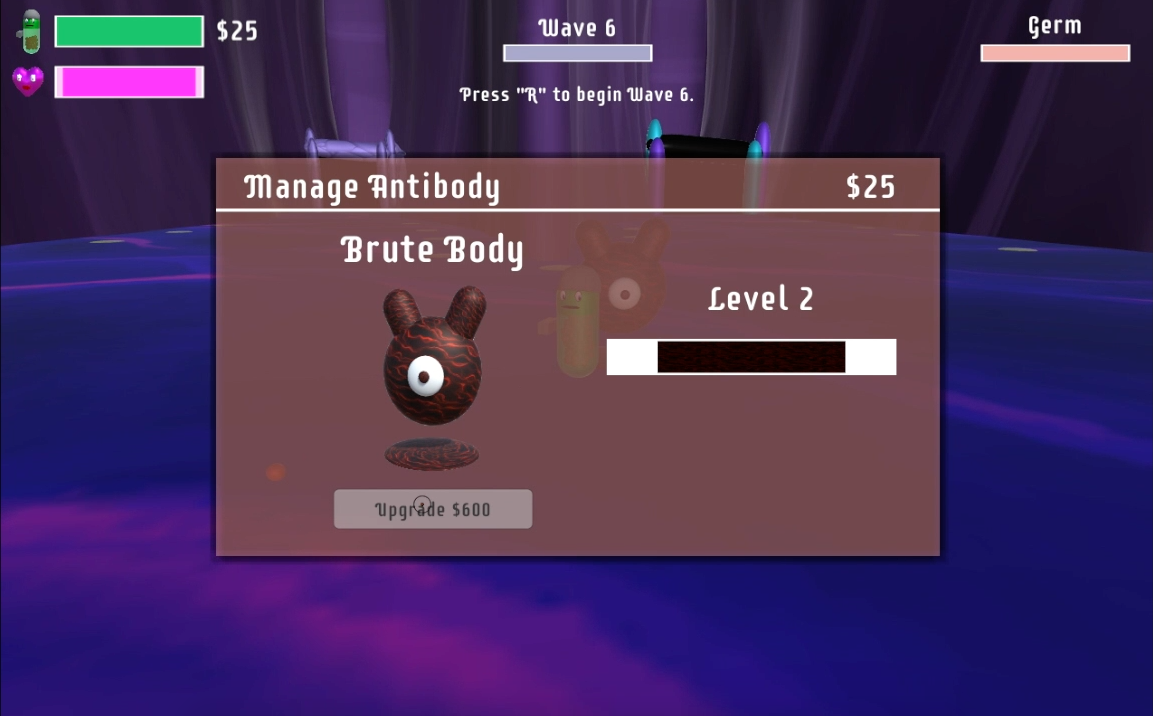 $25
Wave 6
Germ
Press "R" to begin Wave 6.
Manage Antibody
$25
Brute Body
Level 2
Upgrade $600